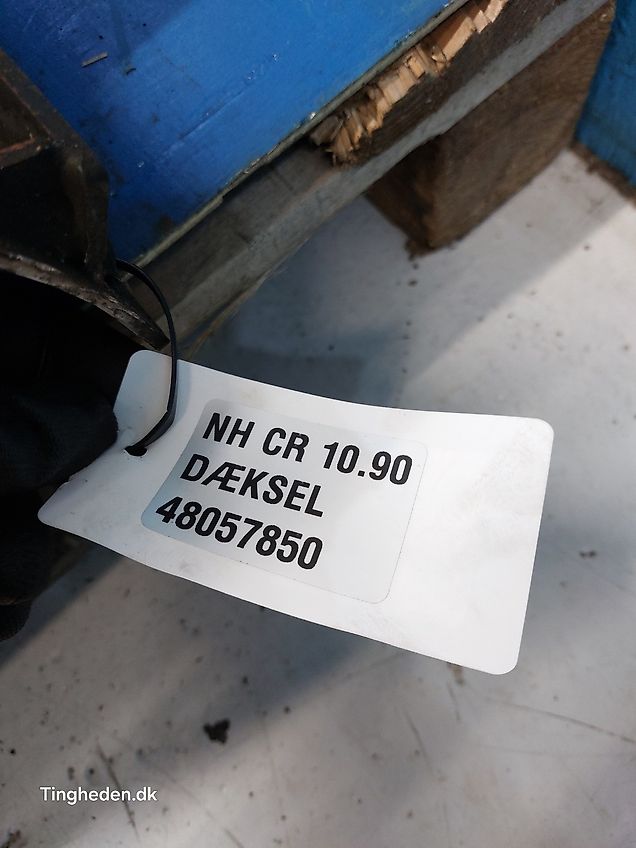 NH CR 10.90
DÆKSEL
48057850
Tingheden.dk